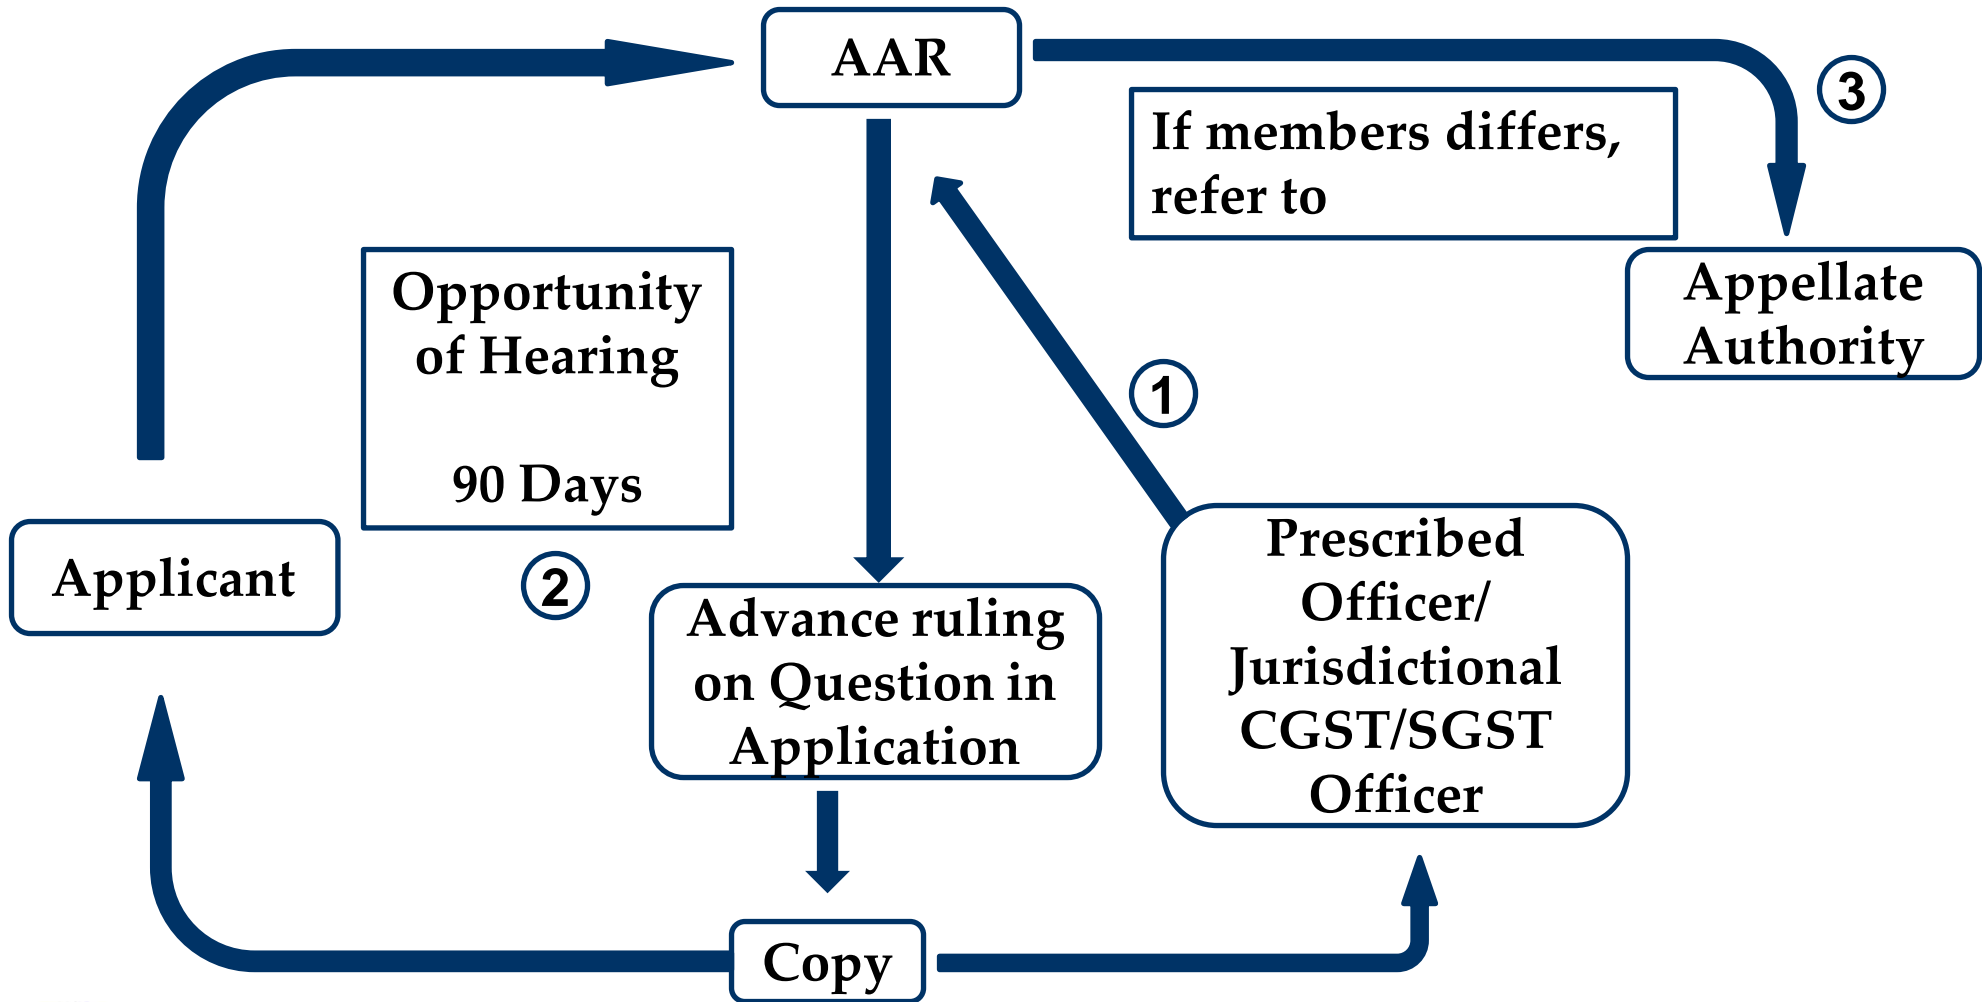 AAR
3
If members differs,
refer to
Opportunity
of Hearing
90 Days
Appellate
Authority
1
Applicant
2
Prescribed
Officer/
Jurisdictional
CGST/SGST
Officer
Advance ruling
on Question in
Application
Copy